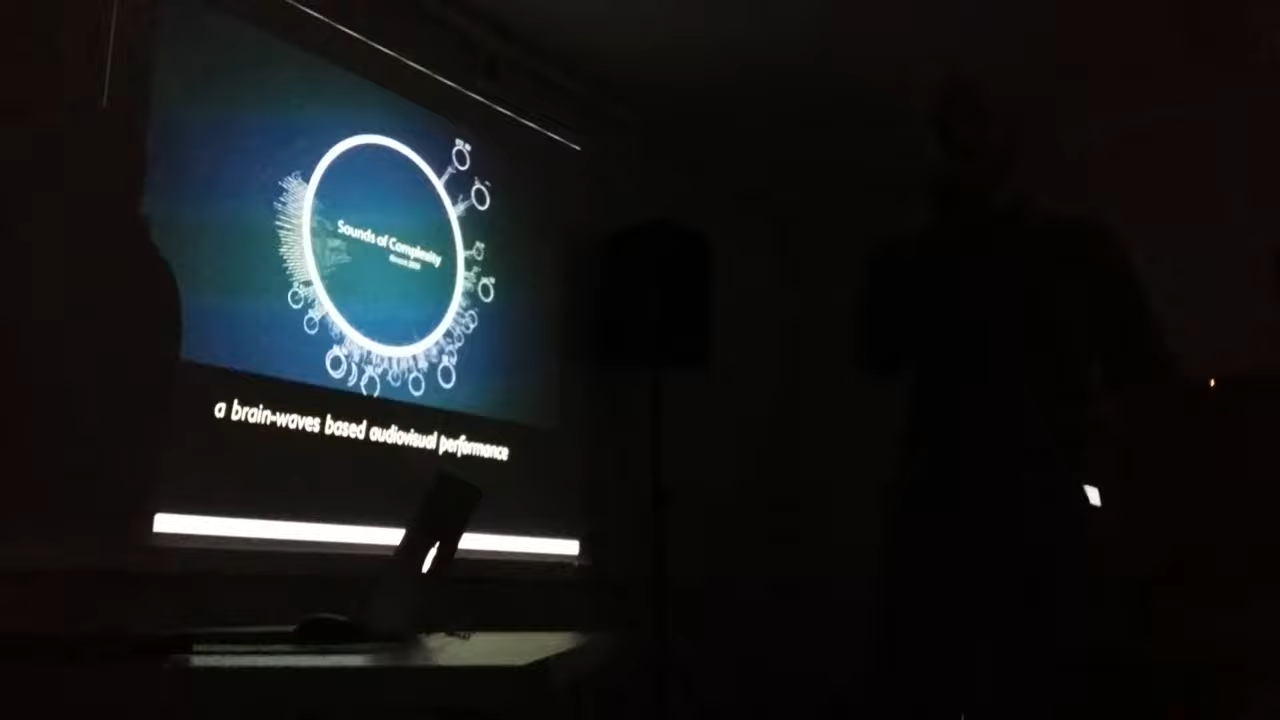 Sounds of Complexity
a brain-waves based audiovisual performance